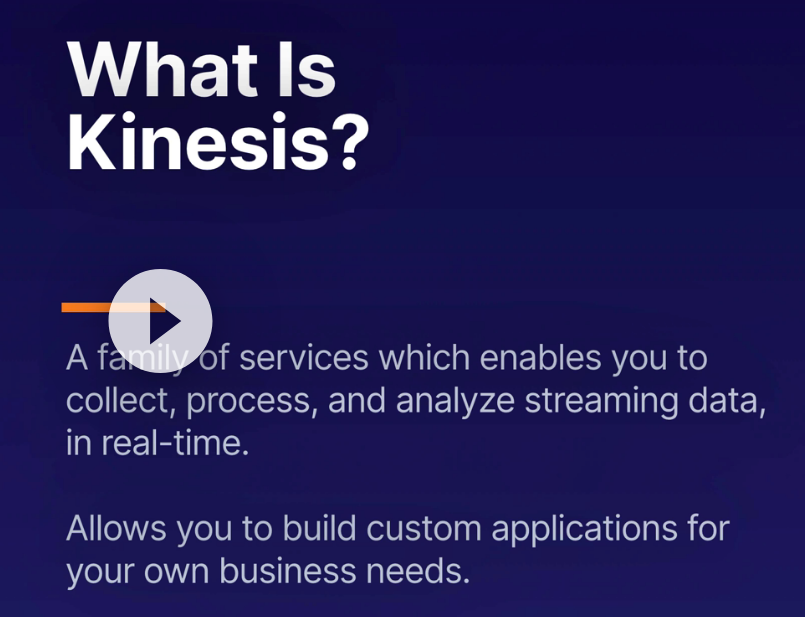 What Is
Kinesis?
A family of services which enables you to
collect, process, and analyze streaming data,
in real-time.
Allows you to build custom applications for
your own business needs.